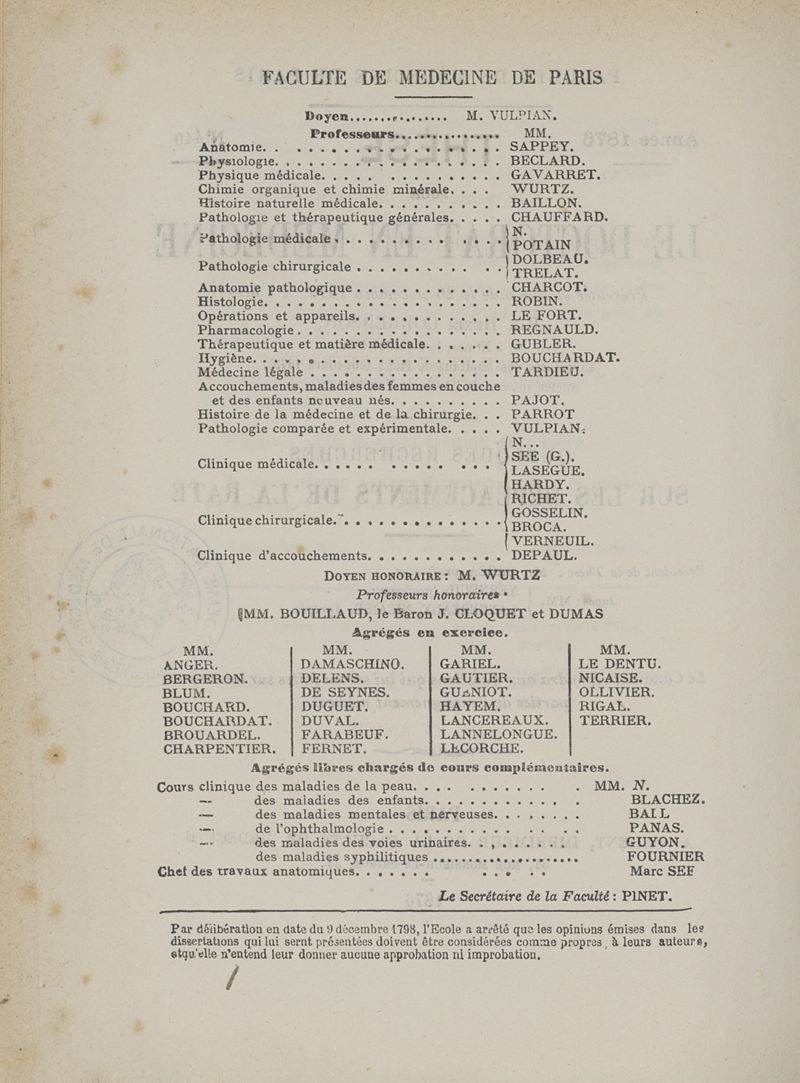 FACULTE DE MEDECINE DE PARIS
Doyen................ M. VULPIAN.
Professeurs................ MM.
Anatomie. . . . . . . . . . . . . . . . . . . . SAPPEY.
Physiologie. . . . . . . . . . . . . . . . . . . BECLARD.
Physique médicale. . . . . . . . . . . . . . . GAVARRET.
Chimie organique et chimie minérale. . . . WURTZ.
Histoire naturelle médicale. . . . . . . . . . . BAILLON.
Pathologie et thérapeutique générales. . . . . CHAUFFARD.
Pathologie médicale . . . . . . . . . . . . . { N.
POTAIN
Pathologie chirurgicale . . . . . . . . . . . . { DOLBEAU.
TRELAT.
Anatomie pathologique . . . . . . . . . . . . . CHARCOT.
Histologie. . . . . . . . . . . . . . . . . . . . ROBIN.
Opérations et appareils. . . . . . . . . . . . . LE FORT.
Pharmacologie . . . . . . . . . . . . . . . . . . REGNAULD.
Thérapeutique et matière médicale. . . . . . . GUBLER.
Hygiène. . . . . . . . . . . . . . . . . . . . . BOUCHARDAT.
Médecine légale . . . . . . . . . . . . . . . . . TARDIEU.
Accouchements, maladies des femmes en couche
et des enfants nouveau nés. . . . . . . . . . PAJOT.
Histoire de la médecine et de la chirurgie. . . PARROT
Pathologie comparée et expérimentale. . . . . VULPIAN.
Clinique médicale. . . . . . . . . . . . . . { N...
SEE (G.).
LASEGUE.
HARDY.
Clinique chirurgicale. . . . . . . . . . . . . . . { RICHET.
GOSSELIN.
BROCA.
VERNEUIL.
Clinique d'accouchements. . . . . . . . . . . . DEPAUL.
DOYEN HONORAIRE : M. WURTZ
Professeurs honoraires :
MM. BOUILLAUD, le Baron J. CLOQUET et DUMAS
Agrégés en exercice.
MM. MM. MM. MM.
ANGER. DAMASCHINO. GARIEL. LE DENTU.
BERGERON. DELENS. GAUTIER. NICAISE.
BLUM. DE SEYNES. GUÉNIOT. OLLIVIER.
BOUCHARD. DUGUET. HAYEM. RIGAL.
BOUCHARDAT. DUVAL. LANCEREAUX. TERRIER.
BROUARDEL. FARABEUF. LANNELONGUE.
CHARPENTIER. FERNET. LECORCHE.
Agrégés libres chargés de cours complémentaires.
Cours clinique des maladies de la peau. . . . . . . . . . . . . MM. N.
— des maladies des enfants. . . . . . . . . . . . . BLACHEZ.
— des maladies mentales et nerveuses. . . . . . . . BALL
— de l'ophthalmologie . . . . . . . . . . . . . . . PANAS.
— des maladies des voies urinaires. . . . . . . . . GUYON.
des maladies syphilitiques . . . . . . . . . . . . FOURNIER
Chef des travaux anatomiques. . . . . . . . . . . Marc SEE
Le Secrétaire de la Faculté : PINET.
Par délibération en date du 9 décembre 1798, l'Ecole a arrêté que les opinions émises dans les
dissertations qui lui sernt présentées doivent être considérées comme propres, à leurs auteurs,
etqu'elle n'entend leur donner aucune approbation ni improbation.